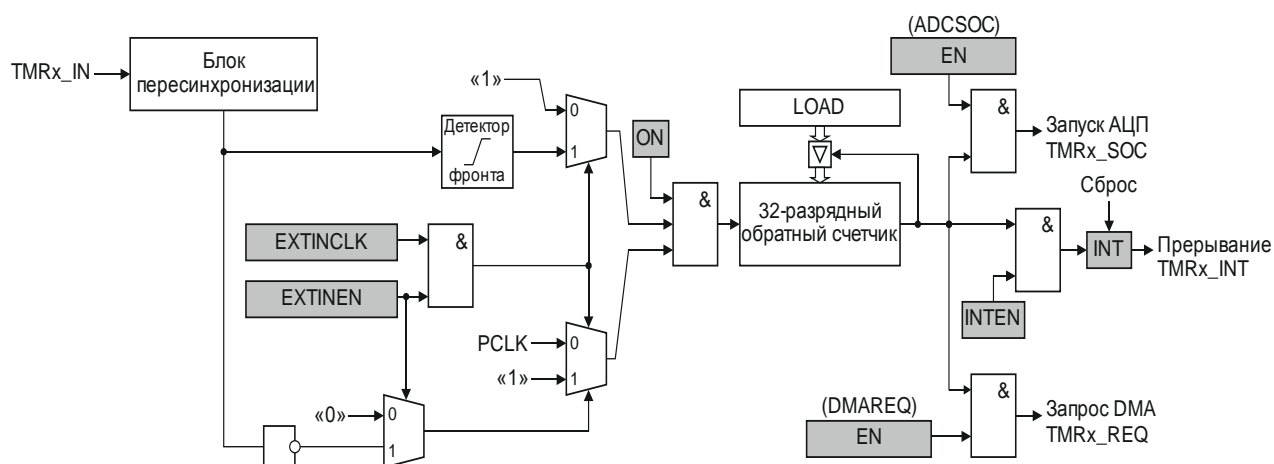 (ADCSOC)
EN
Блок
пересинхронизации
TMRx_IN
«1»
0
1
Детектор
фронта
ON
LOAD
&
Запуск АЦП
TMRx_SOC
Сброс
&
32-разрядный
обратный счетчик
&
INT
Прерывание
TMRx_INT
EXTINCLK
&
EXTINEN
INTEN
PCLK
0
«1»
1
«0»
0
1
(DMAREQ)
EN
&
Запрос DMA
TMRx_REQ